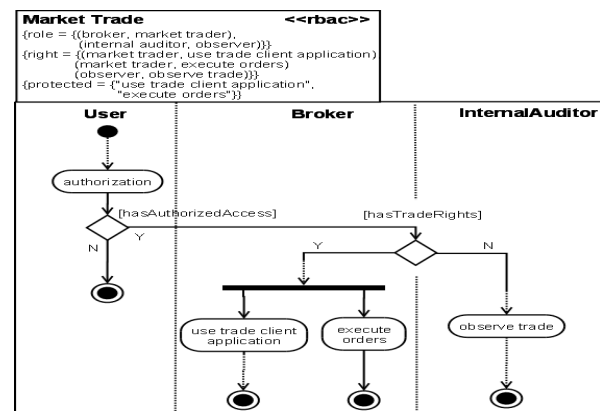 Market Trade <<rbac>>
{role = {(broker, market trader),
(internal auditor, observer)}}
{right = {(market trader, use trade client application)
(market trader, execute orders)
(observer, observe trade)}}
{protected = {"use trade client application",
"execute orders"}}
User Broker InternalAuditor
authorization
[hasAuthorizedAccess] [hasTradeRights]
N Y Y N
use trade client
application
execute
orders
observe trade